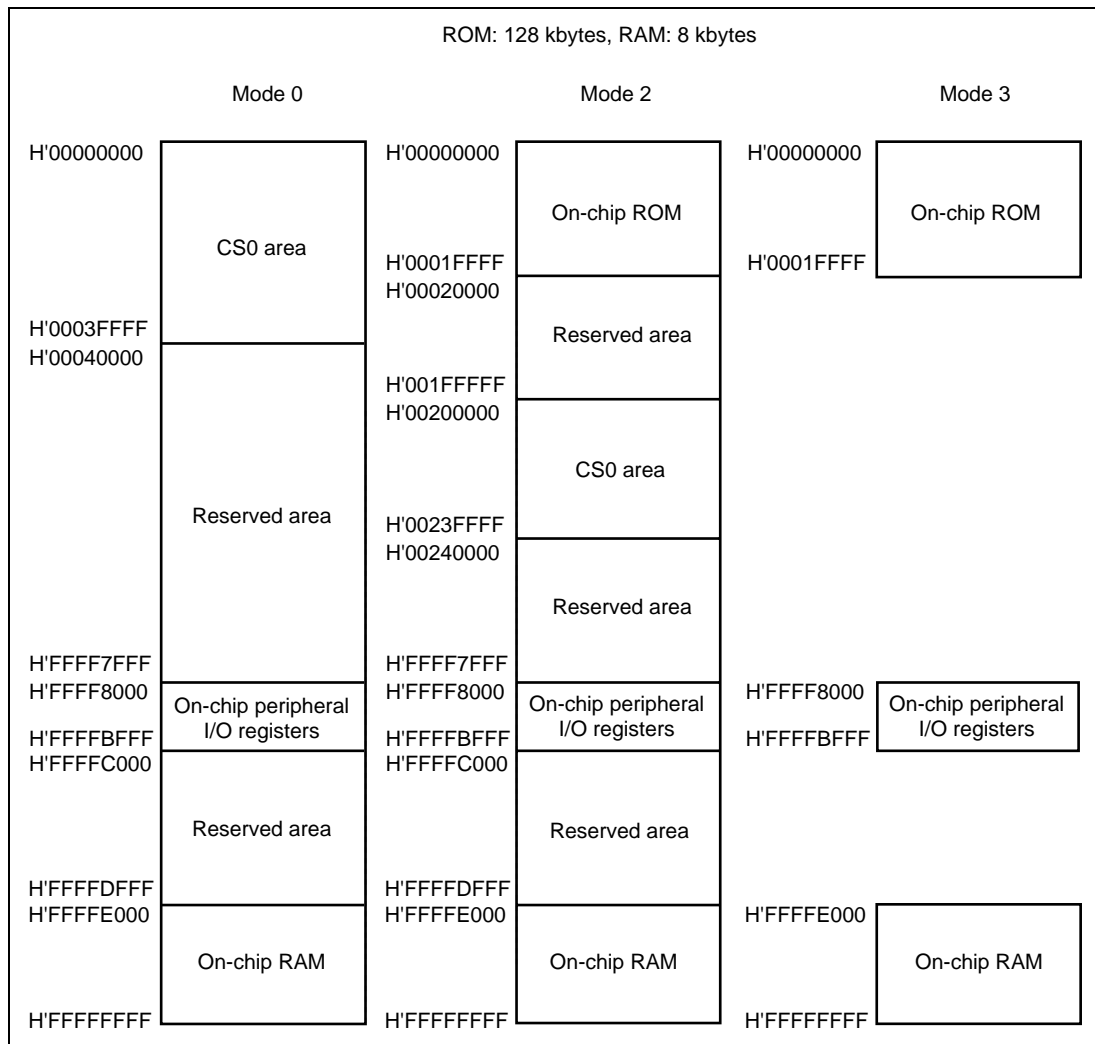 ROM: 128 kbytes, RAM: 8 kbytes
Mode 0
H'00000000
CS0 area
H'0003FFFF
H'00040000
Reserved area
H'FFFF7FFF
H'FFFF8000
On-chip peripheral
I/O registers
H'FFFFBFFF
H'FFFFC000
Reserved area
H'FFFFDFFF
H'FFFFE000
On-chip RAM
H'FFFFFFFF
Mode 2
H'00000000
On-chip ROM
H'0001FFFF
H'00020000
Reserved area
H'001FFFFF
H'00200000
CS0 area
H'0023FFFF
H'00240000
Reserved area
H'FFFF7FFF
H'FFFF8000
On-chip peripheral
I/O registers
H'FFFFBFFF
H'FFFFC000
Reserved area
H'FFFFDFFF
H'FFFFE000
On-chip RAM
H'FFFFFFFF
Mode 3
H'00000000
On-chip ROM
H'0001FFFF
H'FFFF8000
On-chip peripheral
I/O registers
H'FFFFBFFF
H'FFFFE000
On-chip RAM
H'FFFFFFFF